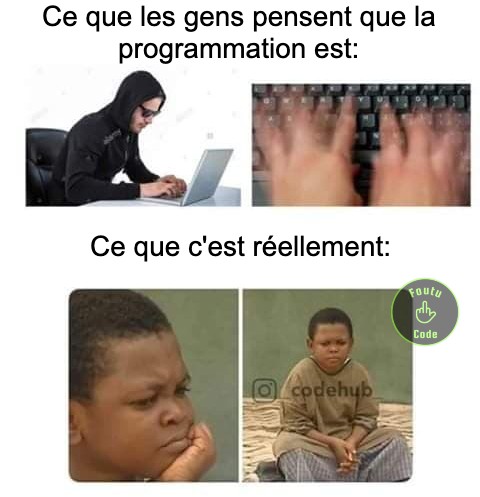 Ce que les gens pensent que la
programmation est:
Ce que c'est réellement:
Foutu
Code
codehub